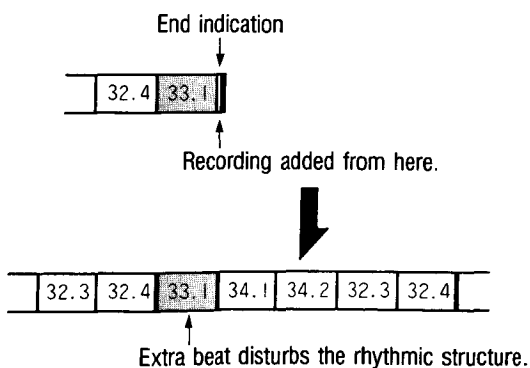 End indication
32.4 33.1
Recording added from here.
32.3 32.4 33.1 34.1 34.2 32.3 32.4
Extra beat disturbs the rhythmic structure.